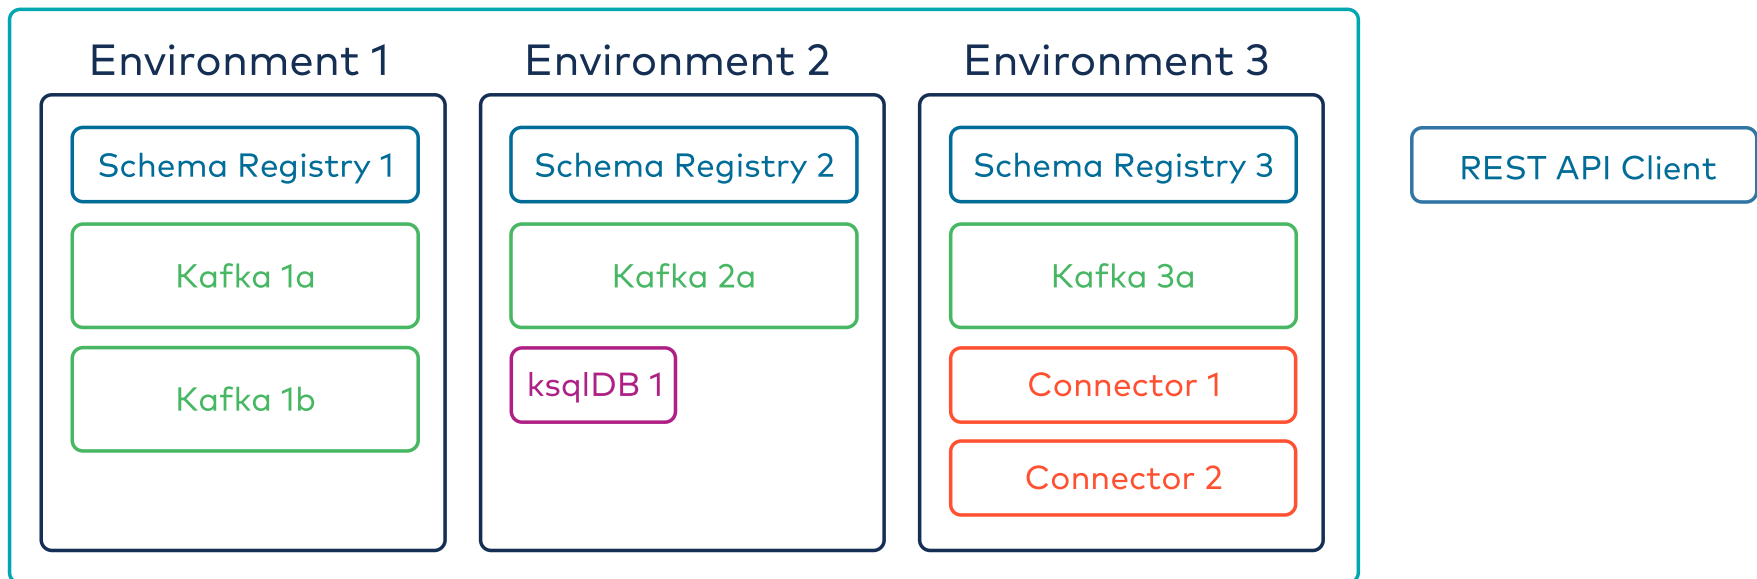 Environment 1
Schema Registry 1
Kafka 1a
Kafka 1b
Environment 2
Schema Registry 2
Kafka 2a
ksqlDB 1
Environment 3
Schema Registry 3
Kafka 3a
Connector 1
Connector 2
REST API Client